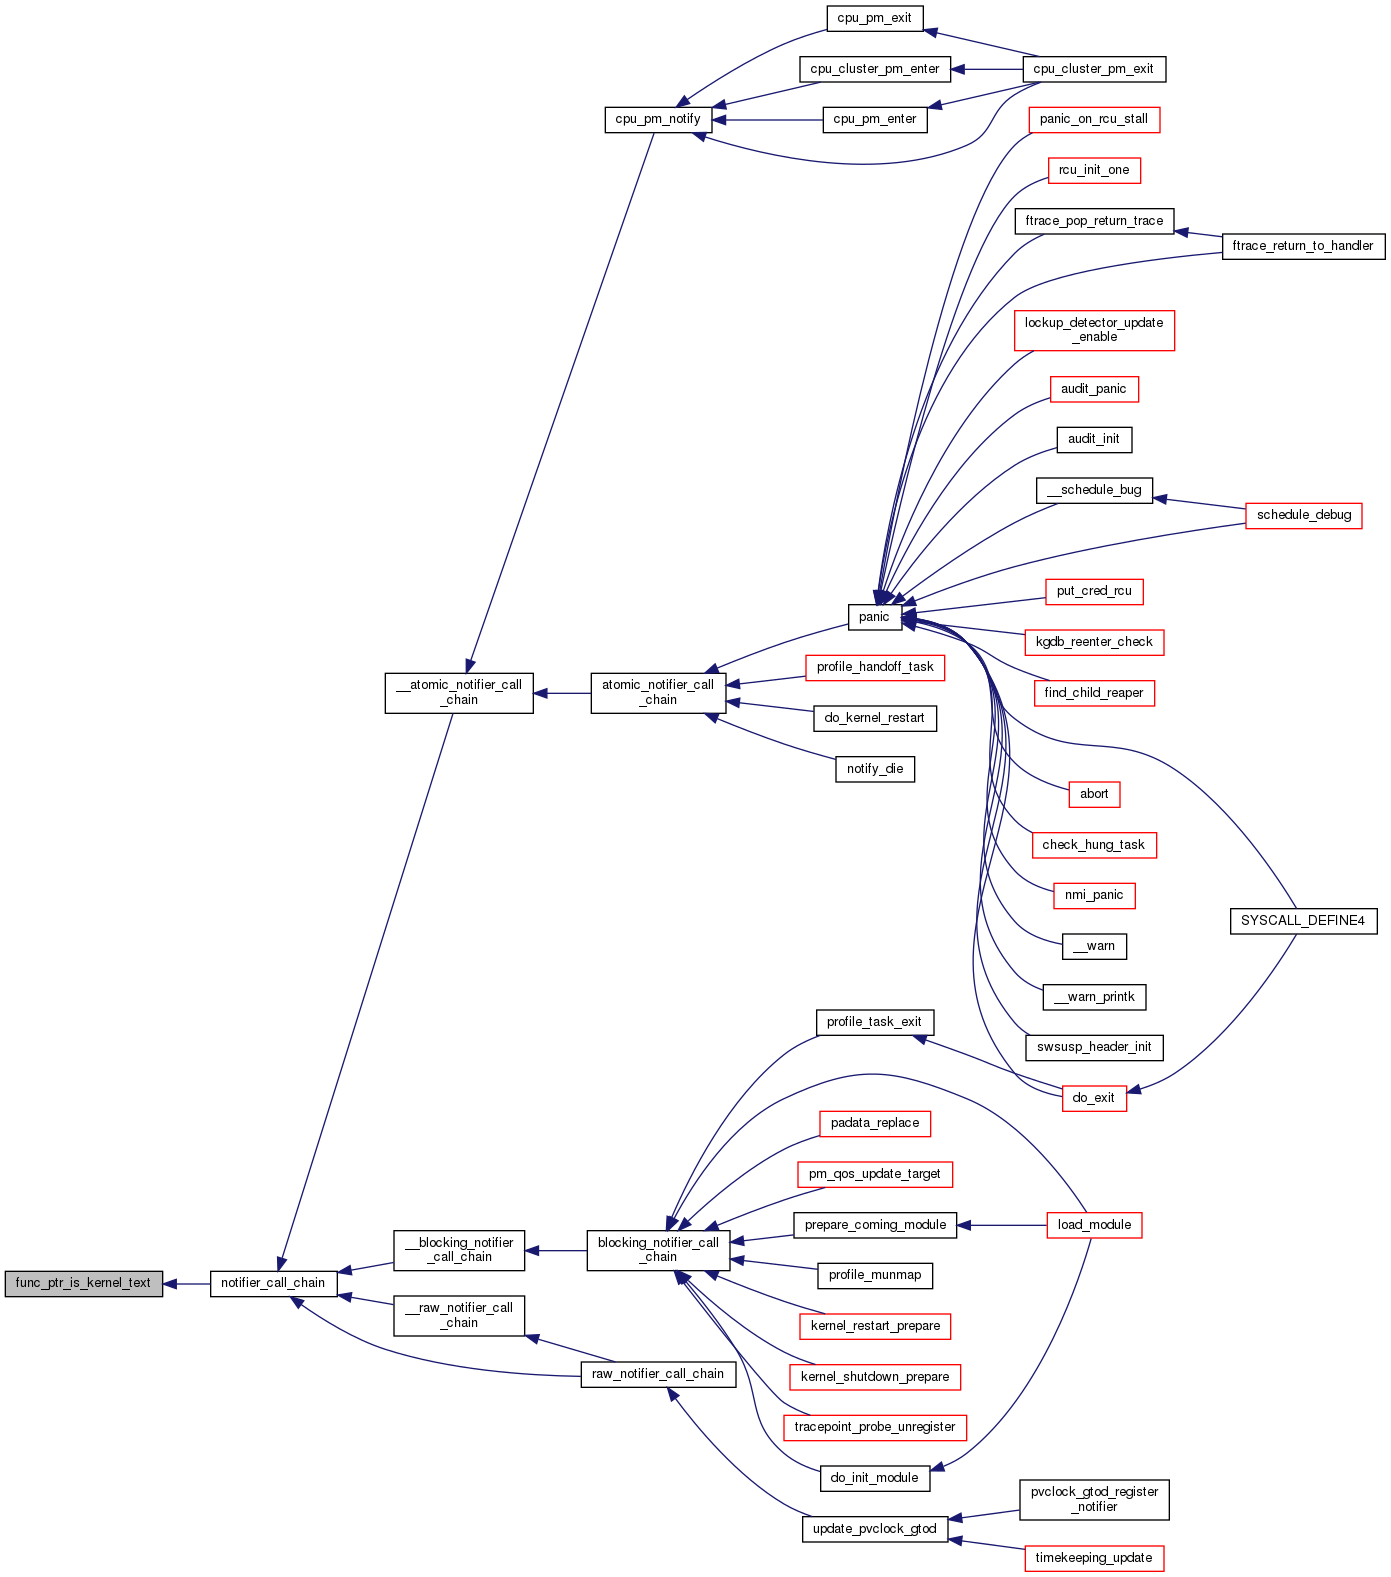 cpu_pm_exit
cpu_cluster_pm_enter
cpu_cluster_pm_exit
cpu_pm_notify
cpu_pm_enter
panic_on_rcu_stall
rcu_init_one
ftrace_pop_return_trace
ftrace_return_to_handler
lockup_detector_update
_enable
audit_panic
audit_init
__schedule_bug
schedule_debug
put_cred_rcu
panic
kgdb_reenter_check
profile_handoff_task
find_child_reaper
__atomic_notifier_call
_chain
atomic_notifier_call
_chain
do_kernel_restart
notify_die
abort
check_hung_task
nmi_panic
SYSCALL_DEFINE4
__warn
__warn_printk
profile_task_exit
swsusp_header_init
do_exit
padata_replace
pm_qos_update_target
prepare_coming_module
load_module
__blocking_notifier
_call_chain
blocking_notifier_call
_chain
profile_munmap
func_ptr_is_kernel_text
notifier_call_chain
__raw_notifier_call
_chain
kernel_restart_prepare
raw_notifier_call_chain
kernel_shutdown_prepare
tracepoint_probe_unregister
do_init_module
pvclock_gtod_register
_notifier
update_pvclock_gtod
timekeeping_update